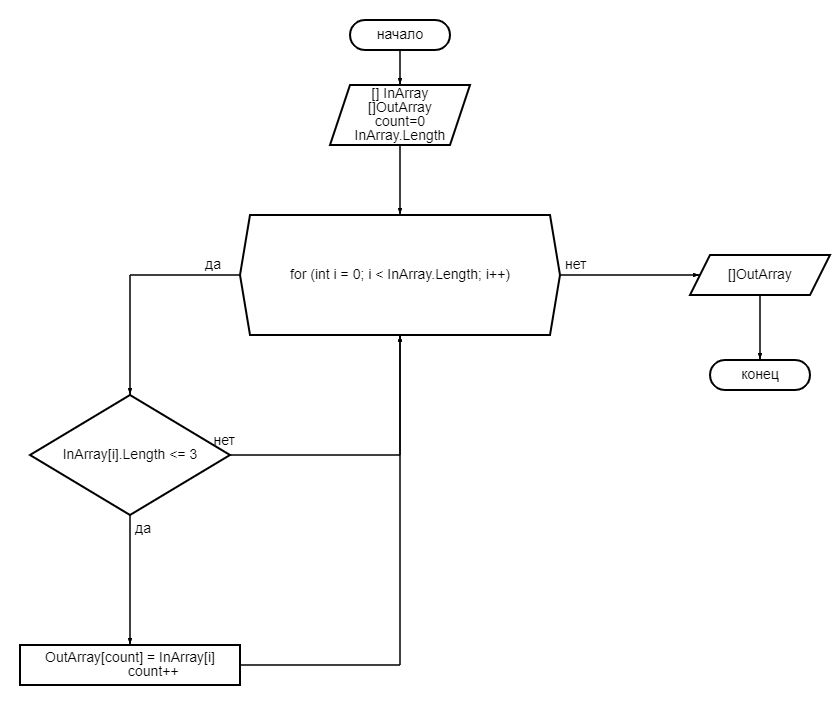 начало
[] InArray
[]OutArray
count=0
InArray.Length
for (int i = 0; i < InArray.Length; i++)
да
нет
[]OutArray
конец
InArray[i].Length <= 3
нет
да
OutArray[count] = InArray[i]
count++